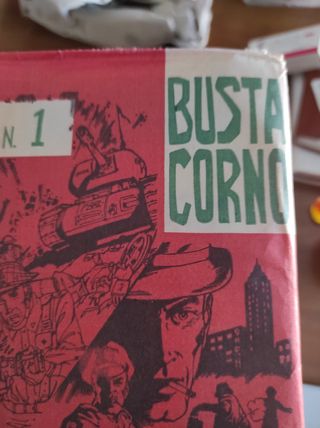 N. 1
BUSTA
CORNO